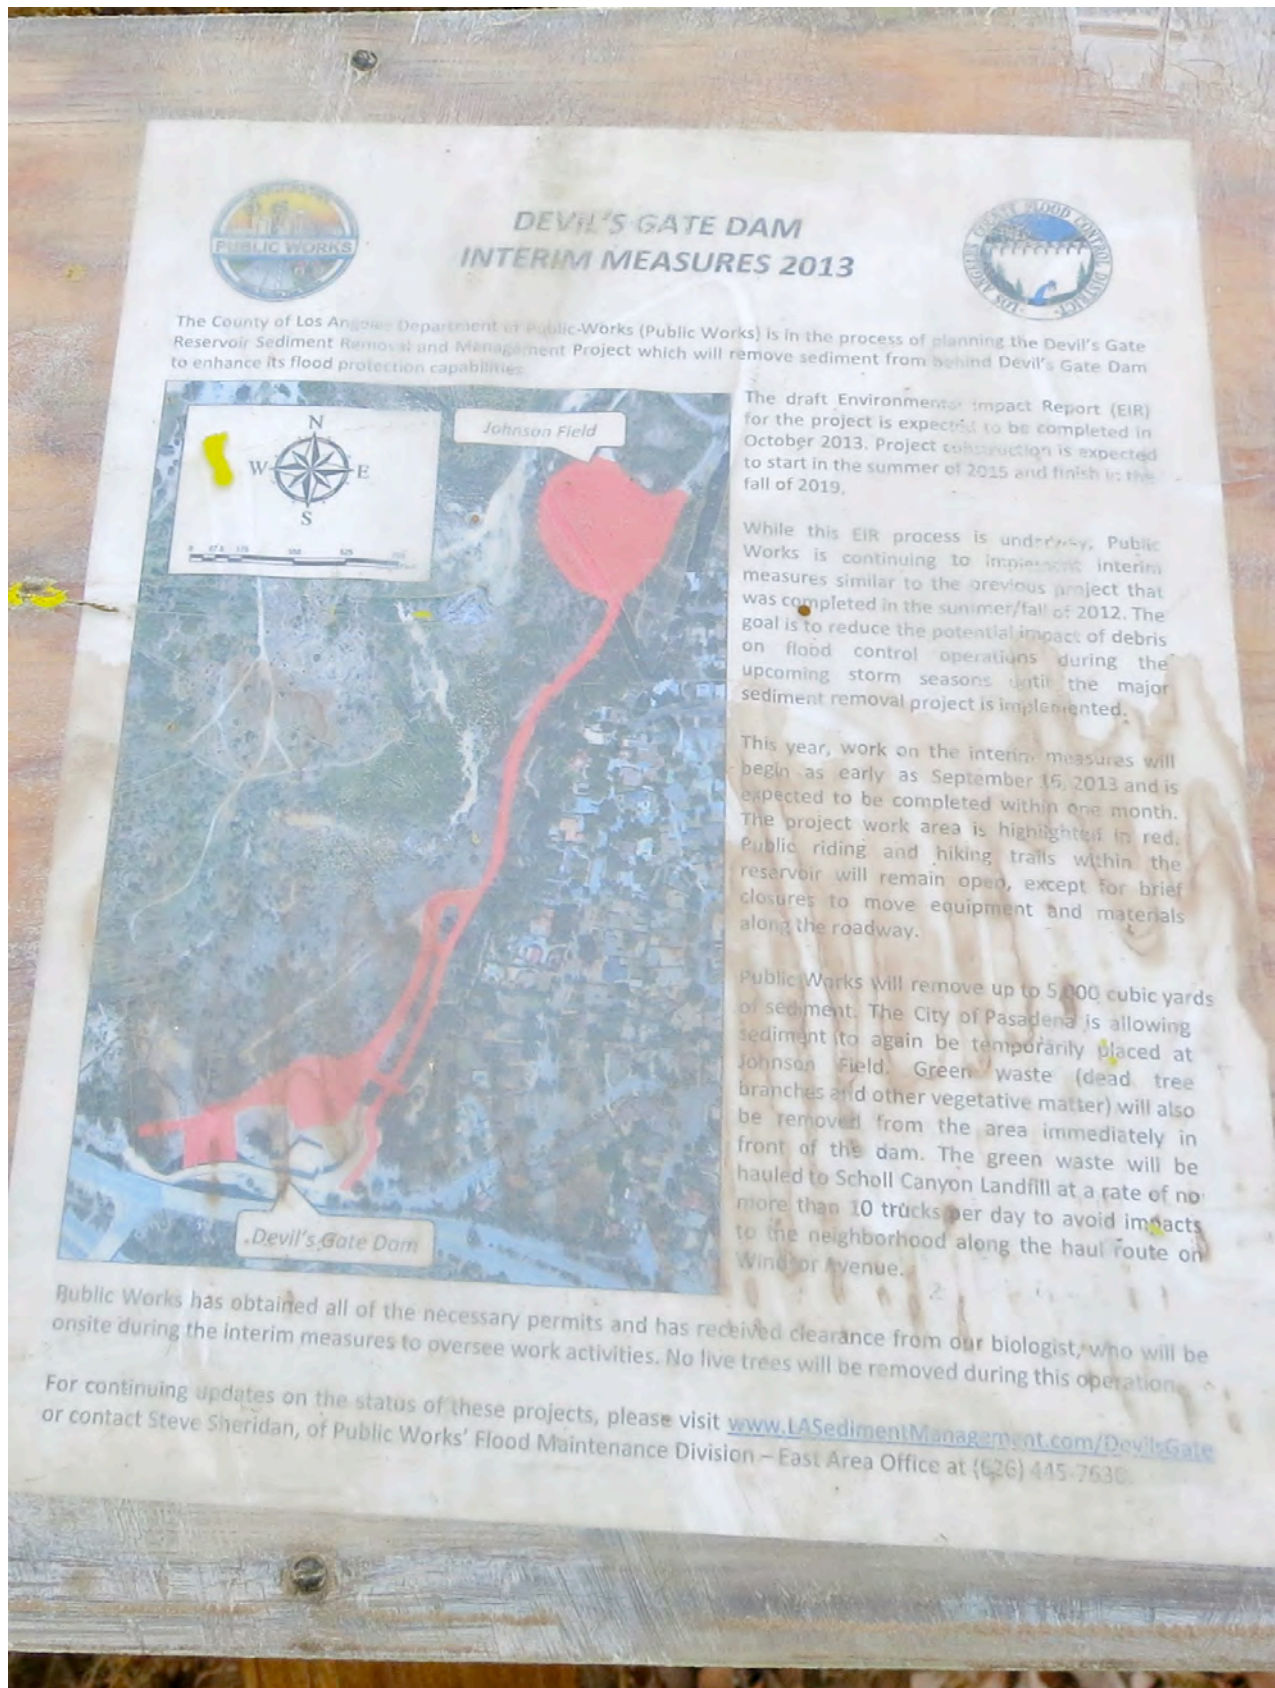 PUBLIC WORKS
DEVIL'S GATE DAM
INTERIM MEASURES 2013
LOS ANGELES COUNTY FLOOD CONTROL DISTRICT
The County of Los Angeles Department of Public-Works (Public Works) is in the process of planning the Devil's Gate
Reservoir Sediment Removal and Management Project which will remove sediment from behind Devil's Gate Dam
to enhance its flood protection capabilities
Johnson Field
N
W E
S
Devil's Gate Dam
The draft Environmental Impact Report (EIR)
for the project is expected to be completed in
October 2013. Project construction is expected
to start in the summer of 2015 and finish in the
fall of 2019.
While this EIR process is underway, Public
Works is continuing to implement interim
measures similar to the previous project that
was completed in the summer/fall of 2012. The
goal is to reduce the potential impact of debris
on flood control operations during the
upcoming storm seasons until the major
sediment removal project is implemented.
This year, work on the interim measures will
begin as early as September 16, 2013 and is
expected to be completed within one month.
The project work area is highlighted in red.
Public riding and hiking trails within the
reservoir will remain open, except for brief
closures to move equipment and materials
along the roadway.
Public Works will remove up to 5,000 cubic yards
of sediment. The City of Pasadena is allowing
sediment to again be temporarily placed at
Johnson Field. Green waste (dead tree
branches and other vegetative matter) will also
be removed from the area immediately in
front of the dam. The green waste will be
hauled to Scholl Canyon Landfill at a rate of no
more than 10 trucks per day to avoid impacts
to the neighborhood along the haul route on
Windsor Avenue.
Public Works has obtained all of the necessary permits and has received clearance from our biologist, who will be
onsite during the interim measures to oversee work activities. No live trees will be removed during this operation
For continuing updates on the status of these projects, please visit www.LASedimentManagement.com/DevilsGate
or contact Steve Sheridan, of Public Works' Flood Maintenance Division – East Area Office at (626)